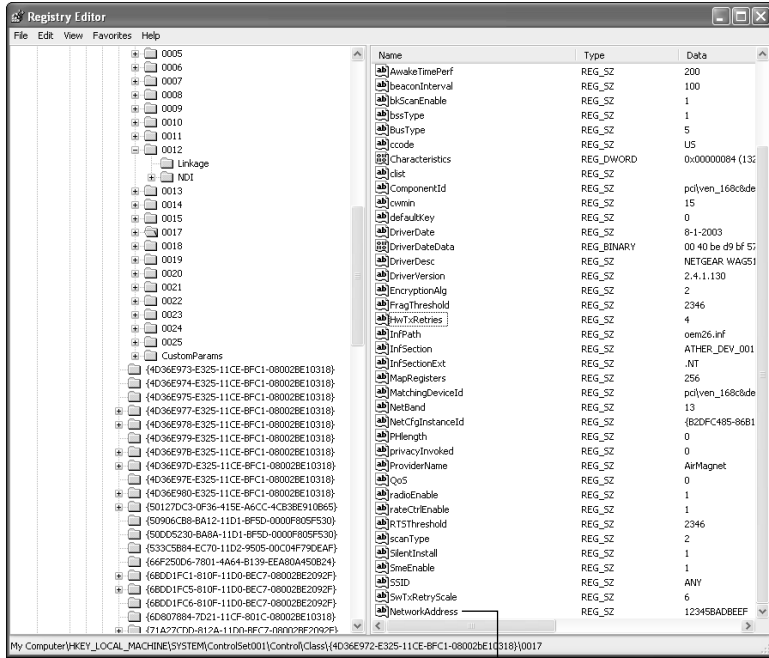 Registry Editor
File Edit View Favorites Help
0005
0006
0007
0008
0009
0010
0011
0012
Linkage
NDI
0013
0014
0015
0017
0018
0019
0020
0021
0022
0023
0024
0025
CustomParams
{4D36E973-E325-11CE-BFC1-08002BE10318}
{4D36E974-E325-11CE-BFC1-08002BE10318}
{4D36E975-E325-11CE-BFC1-08002BE10318}
{4D36E977-E325-11CE-BFC1-08002BE10318}
{4D36E978-E325-11CE-BFC1-08002BE10318}
{4D36E979-E325-11CE-BFC1-08002BE10318}
{4D36E97B-E325-11CE-BFC1-08002BE10318}
{4D36E97D-E325-11CE-BFC1-08002BE10318}
{4D36E97E-E325-11CE-BFC1-08002BE10318}
{4D36E980-E325-11CE-BFC1-08002BE10318}
{50127DC3-0F36-415E-A6CC-4CB3BE910B65}
{50906CB8-BA12-11D1-BF5D-0000F805F530}
{50DD5230-BA8A-11D1-BF5D-0000F805F530}
{533C5B84-EC70-11D2-9505-00C04F79DEAF}
{66F250D6-7801-4A64-B139-EEA80A450B24}
{6BDD1FC1-810F-11D0-BEC7-08002BE2092F}
{6BDD1FC5-810F-11D0-BEC7-08002BE2092F}
{6BDD1FC6-810F-11D0-BEC7-08002BE2092F}
{6D807884-7D21-11CF-801C-08002BE10318}
{71A27CDD-812A-11D0-BEC7-08002BE2092F}
Name Type Data
AwakeTimePerf REG_SZ 200
beaconInterval REG_SZ 100
bkScanEnable REG_SZ 1
bssType REG_SZ 1
BusType REG_SZ 5
ccode REG_SZ US
Characteristics REG_DWORD 0x00000084 (132
clist REG_SZ
ComponentId REG_SZ pci\ven_168c&de
cwmin REG_SZ 15
defaultKey REG_SZ 0
DriverDate REG_SZ 8-1-2003
DriverDateData REG_BINARY 00 40 be d9 bf 57
DriverDesc REG_SZ NETGEAR WAG51
DriverVersion REG_SZ 2.4.1.130
EncryptionAlg REG_SZ 2
FragThreshold REG_SZ 2346
HwTxRetries REG_SZ 4
InfPath REG_SZ oem26.inf
InfSection REG_SZ ATHER_DEV_001
InfSectionExt REG_SZ .NT
MapRegisters REG_SZ 256
MatchingDeviceId REG_SZ pci\ven_168c&de
NetBand REG_SZ 13
NetCfgInstanceId REG_SZ {B2DFC485-86B1
PHlength REG_SZ 0
privacyInvoked REG_SZ 0
ProviderName REG_SZ AirMagnet
QoS REG_SZ 0
radioEnable REG_SZ 1
rateCtrlEnable REG_SZ 1
RTSThreshold REG_SZ 2346
scanType REG_SZ 2
SilentInstall REG_SZ 1
SmeEnable REG_SZ 1
SSID REG_SZ ANY
SwTxRetryScale REG_SZ 6
NetworkAddress REG_SZ 12345BADBEEF
My Computer\HKEY_LOCAL_MACHINE\SYSTEM\ControlSet001\Control\Class\{4D36E972-E325-11CE-BFC1-08002bE10318}\0017